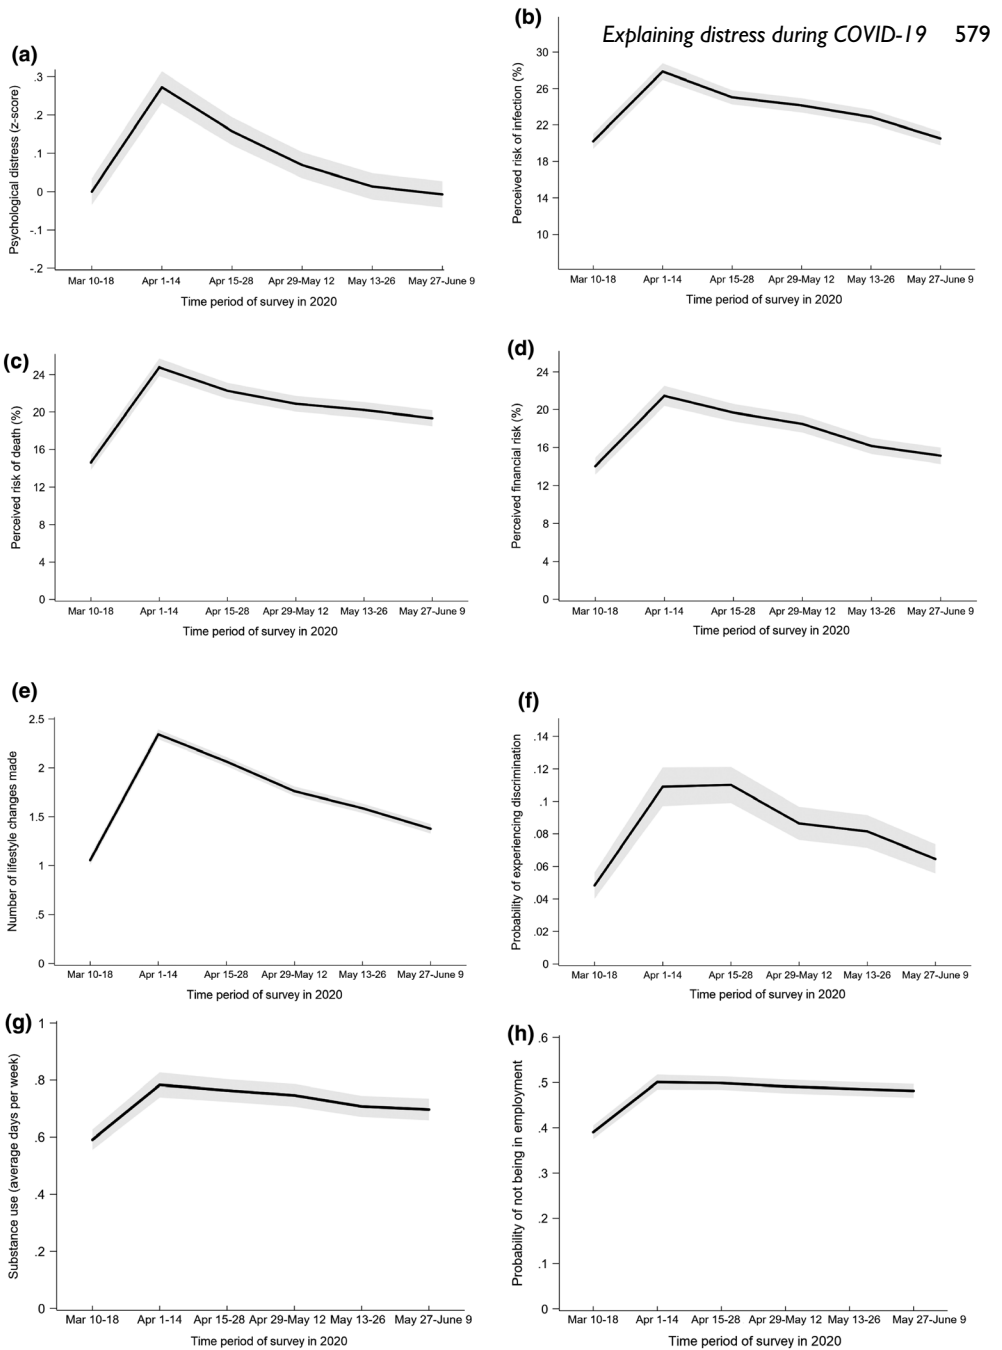 Explaining distress during COVID-19 579
(a)
Psychological distress (z-score)
.3
.2
.1
0
-.1
-.2
Mar 10-18 Apr 1-14 Apr 15-28 Apr 29-May 12 May 13-26 May 27-June 9
Time period of survey in 2020
(b)
Perceived risk of infection (%)
30
26
22
18
14
10
Mar 10-18 Apr 1-14 Apr 15-28 Apr 29-May 12 May 13-26 May 27-June 9
Time period of survey in 2020
(c)
Perceived risk of death (%)
24
20
16
12
8
4
0
Mar 10-18 Apr 1-14 Apr 15-28 Apr 29-May 12 May 13-26 May 27-June 9
Time period of survey in 2020
(d)
Perceived financial risk (%)
24
20
16
12
8
4
0
Mar 10-18 Apr 1-14 Apr 15-28 Apr 29-May 12 May 13-26 May 27-June 9
Time period of survey in 2020
(e)
Number of lifestyle changes made
2.5
2
1.5
1
.5
0
Mar 10-18 Apr 1-14 Apr 15-28 Apr 29-May 12 May 13-26 May 27-June 9
Time period of survey in 2020
(f)
Probability of experiencing discrimination
.14
.12
.1
.08
.06
.04
.02
0
Mar 10-18 Apr 1-14 Apr 15-28 Apr 29-May 12 May 13-26 May 27-June 9
Time period of survey in 2020
(g)
Substance use (average days per week)
1
.8
.6
.4
.2
0
Mar 10-18 Apr 1-14 Apr 15-28 Apr 29-May 12 May 13-26 May 27-June 9
Time period of survey in 2020
(h)
Probability of not being in employment
.6
.5
.4
.3
.2
.1
0
Mar 10-18 Apr 1-14 Apr 15-28 Apr 29-May 12 May 13-26 May 27-June 9
Time period of survey in 2020